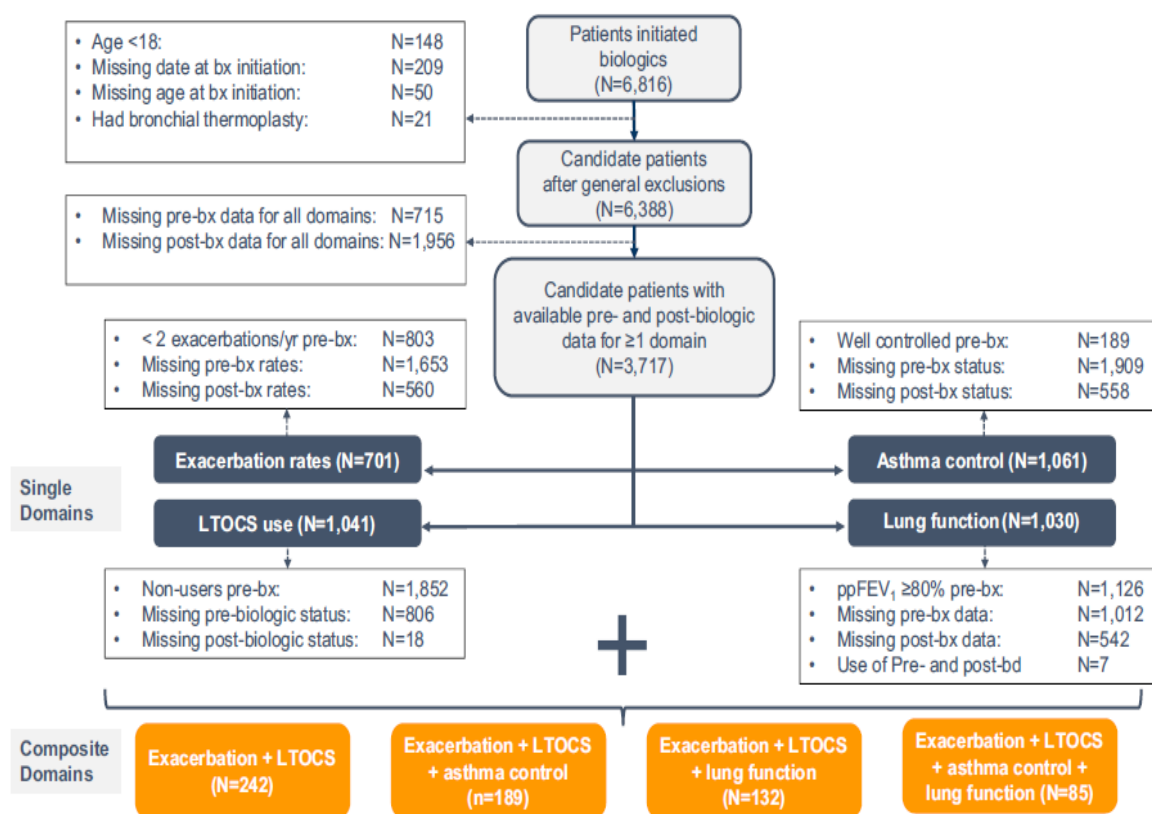 Patients initiated
biologics
(N=6,816)
• Age <18: N=148
• Missing date at bx initiation: N=209
• Missing age at bx initiation: N=50
• Had bronchial thermoplasty: N=21
Candidate patients
after general exclusions
(N=6,388)
• Missing pre-bx data for all domains: N=715
• Missing post-bx data for all domains: N=1,956
Candidate patients with
available pre- and post-biologic
data for ≥1 domain
(N=3,717)
• < 2 exacerbations/yr pre-bx: N=803
• Missing pre-bx rates: N=1,653
• Missing post-bx rates: N=560
• Well controlled pre-bx: N=189
• Missing pre-bx status: N=1,909
• Missing post-bx status: N=558
Single
Domains
Exacerbation rates (N=701)
Asthma control (N=1,061)
LTOCS use (N=1,041)
Lung function (N=1,030)
• Non-users pre-bx: N=1,852
• Missing pre-biologic status: N=806
• Missing post-biologic status: N=18
• ppFEV₁ ≥80% pre-bx: N=1,126
• Missing pre-bx data: N=1,012
• Missing post-bx data: N=542
• Use of Pre- and post-bd N=7
+
Composite
Domains
Exacerbation + LTOCS
(N=242)
Exacerbation + LTOCS
+ asthma control
(n=189)
Exacerbation + LTOCS
+ lung function
(N=132)
Exacerbation + LTOCS
+ asthma control +
lung function (N=85)